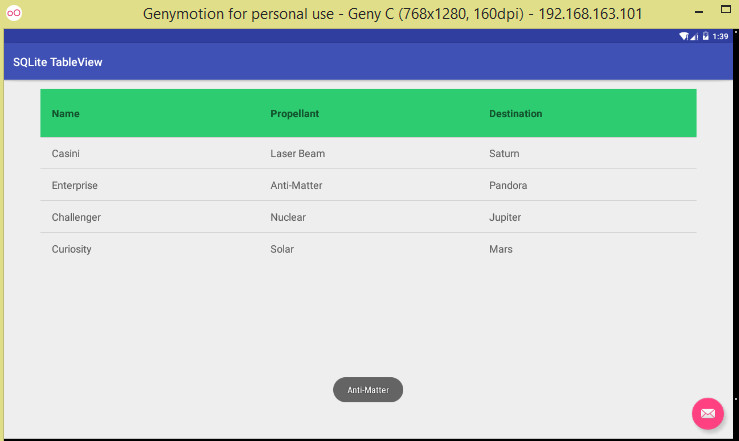 Genymotion for personal use - Geny C (768x1280, 160dpi) - 192.168.163.101
1:39
SQLite TableView
Name Propellant Destination
Casini Laser Beam Saturn
Enterprise Anti-Matter Pandora
Challenger Nuclear Jupiter
Curiosity Solar Mars
Anti-Matter